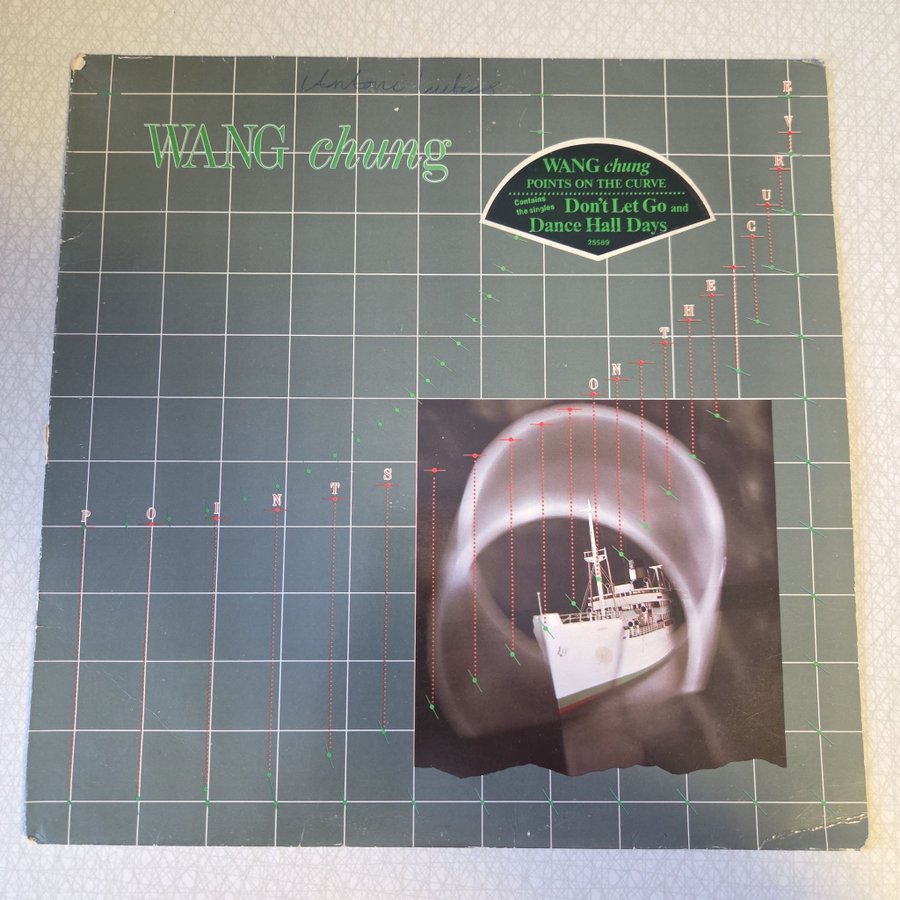 WANG chung
WANG chung
POINTS ON THE CURVE
Contains
the singles
Don't Let Go and
Dance Hall Days
25589
POINTS ON THE CURVE